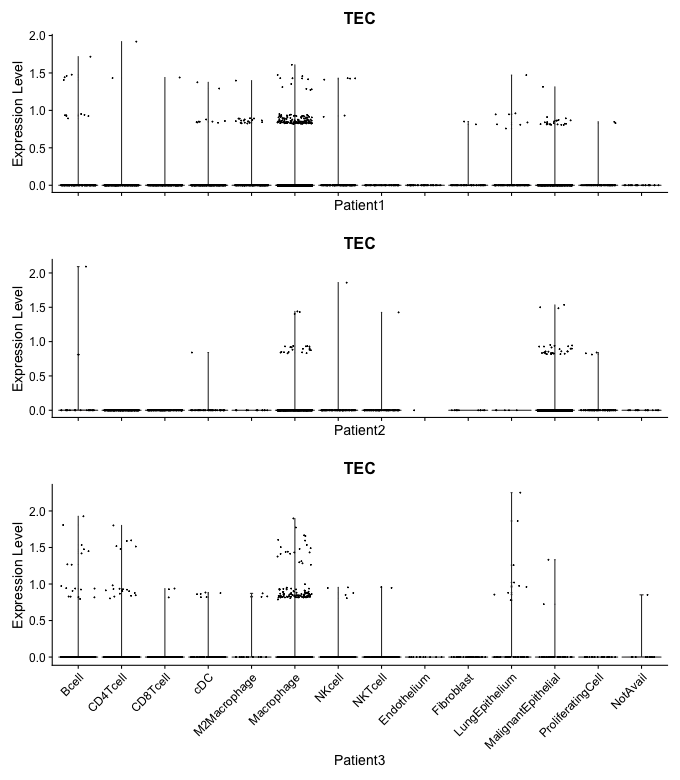 TEC
Expression Level
2.0
1.5
1.0
0.5
0.0
Patient1
TEC
Expression Level
2.0
1.5
1.0
0.5
0.0
Patient2
TEC
Expression Level
2.0
1.5
1.0
0.5
0.0
Bcell
CD4Tcell
CD8Tcell
cDC
M2Macrophage
Macrophage
NKcell
NKTcell
Endothelium
Fibroblast
LungEpithelium
MalignantEpithelial
ProliferatingCell
NotAvail
Patient3